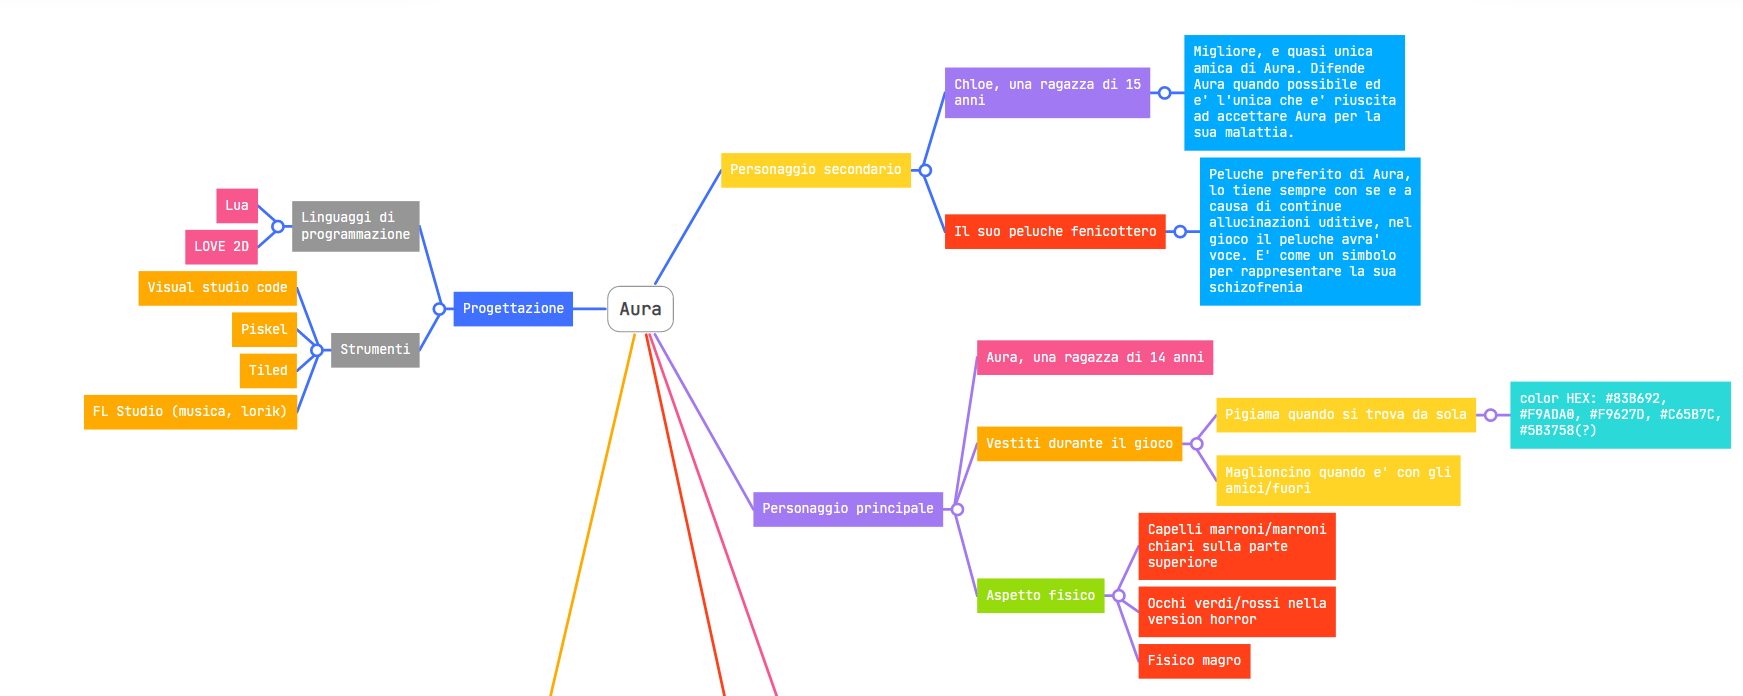 Aura
Progettazione
Linguaggi di
programmazione
Lua
LOVE 2D
Strumenti
Visual studio code
Piskel
Tiled
FL Studio (musica, lorik)
Personaggio secondario
Chloe, una ragazza di 15
anni
Migliore, e quasi unica
amica di Aura. Difende
Aura quando possibile ed
e' l'unica che e' riuscita
ad accettare Aura per la
sua malattia.
Il suo peluche fenicottero
Peluche preferito di Aura,
lo tiene sempre con se e a
causa di continue
allucinazioni uditive, nel
gioco il peluche avra'
voce. E' come un simbolo
per rappresentare la sua
schizofrenia
Personaggio principale
Aura, una ragazza di 14 anni
Vestiti durante il gioco
Pigiama quando si trova da sola
color HEX: #83B692,
#F9ADA0, #F9627D, #C65B7C,
#5B3758(?)
Maglioncino quando e' con gli
amici/fuori
Aspetto fisico
Capelli marroni/marroni
chiari sulla parte
superiore
Occhi verdi/rossi nella
version horror
Fisico magro